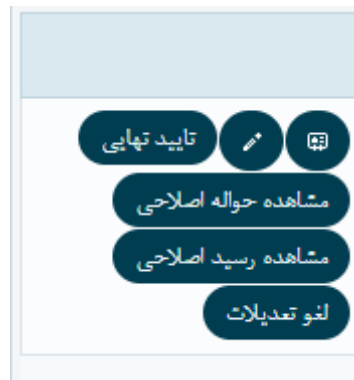 تایید نهایی
مشاهده حواله اصلاحی
مشاهده رسید اصلاحی
لغو تعدیلات